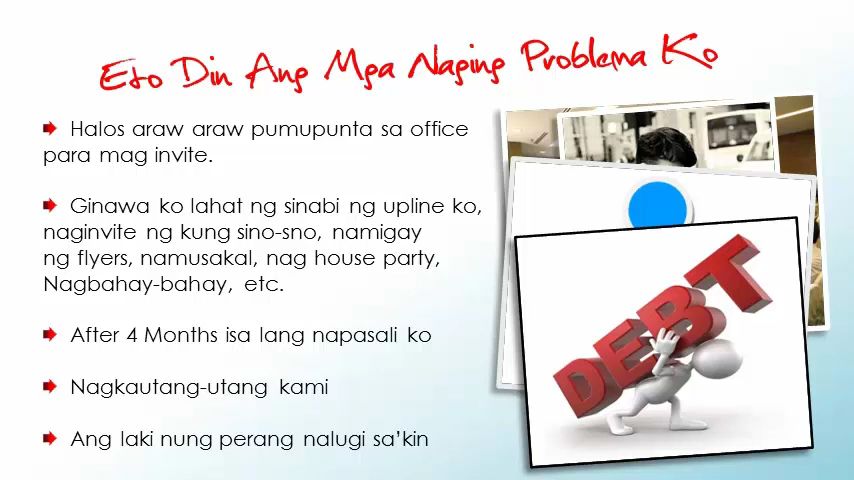 Eto Din Ang Mga Naging Problema Ko
Halos araw araw pumupunta sa office
para mag invite.
Ginawa ko lahat ng sinabi ng upline ko,
naginvite ng kung sino-sno, namigay
ng flyers, namusakal, nag house party,
Nagbahay-bahay, etc.
After 4 Months isa lang napasali ko
Nagkautang-utang kami
Ang laki nung perang nalugi sa'kin
DEBT